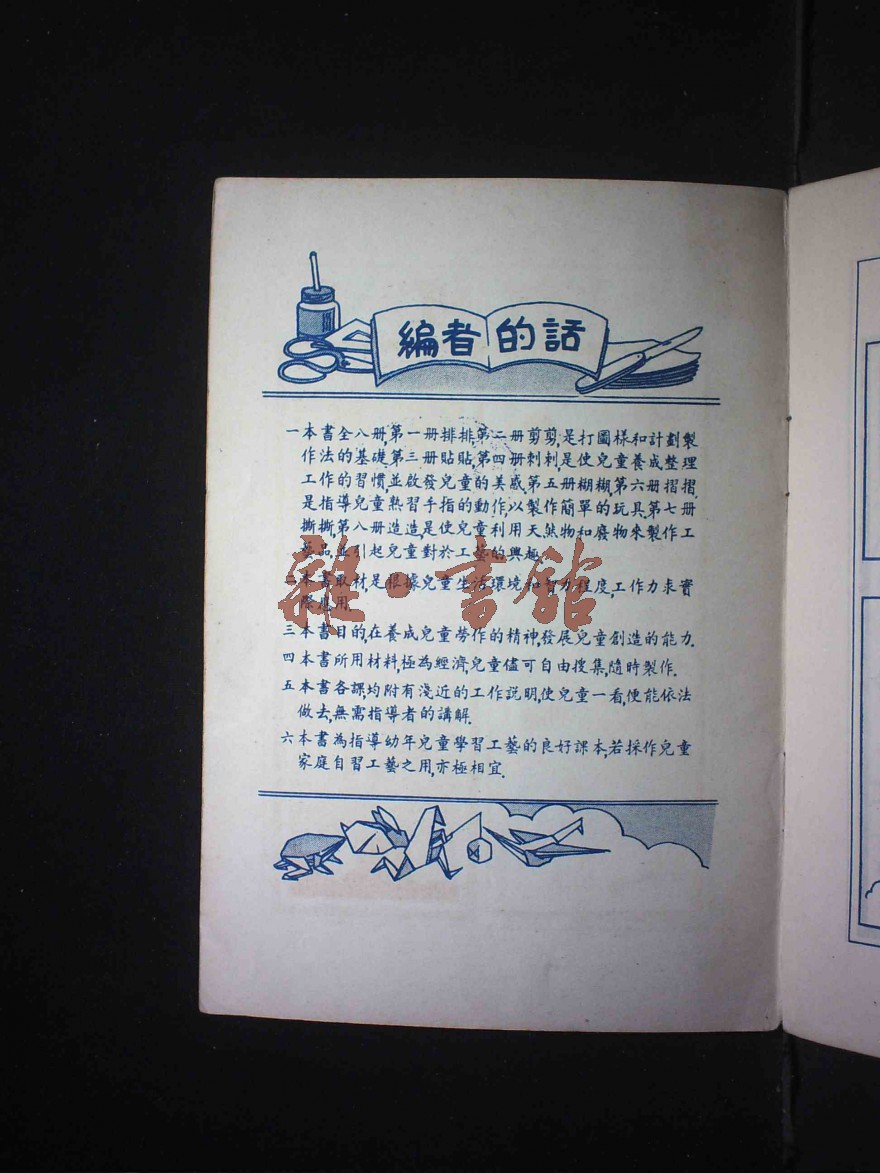 編者的話
一本書全八册,第一册排排,第二册剪剪,是打圖樣和計劃製
作法的基礎.第三册貼貼,第四册刺刺,是使兒童養成整理
工作的習慣,並啟發兒童的美感.第五册糊糊,第六册摺摺.
是指導兒童熟習手指的動作,以製作簡單的玩具.第七册
撕撕,第八册造造,是使兒童利用天然物和廢物來製作工
藝品,並引起兒童對於工藝的興趣.
二本書取材,是根據兒童生活環境和智力程度,工作力求實
際應用.
三本書目的,在養成兒童勞作的精神,發展兒童創造的能力.
四本書所用材料,極為經濟,兒童儘可自由搜集,隨時製作.
五本書各課,均附有淺近的工作説明,使兒童一看,便能依法
做去,無需指導者的講解.
六本書為指導幼年兒童學習工藝的良好課本,若採作兒童
家庭自習工藝之用,亦極相宜.
雜·書館